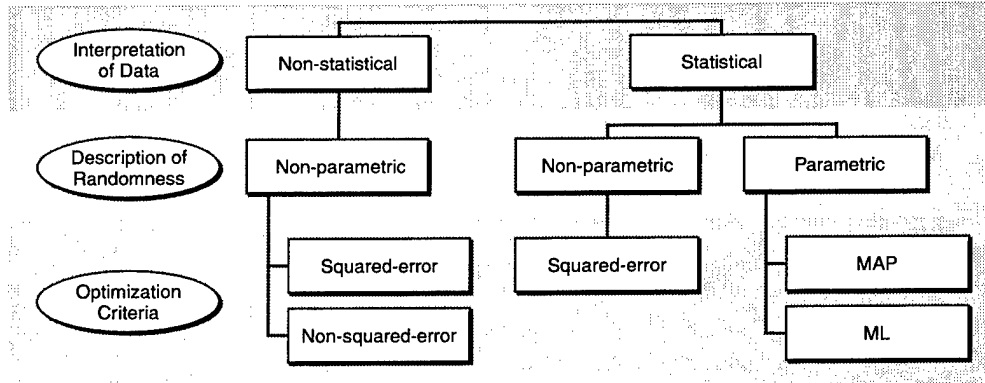 Interpretation
of Data
Non-statistical
Statistical
Description of
Randomness
Non-parametric
Non-parametric
Parametric
Optimization
Criteria
Squared-error
Squared-error
MAP
Non-squared-error
ML